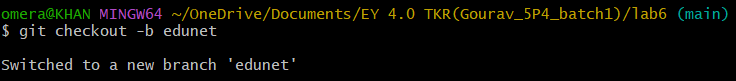 omera@KHAN MINGW64 ~/OneDrive/Documents/EY 4.0 TKR(Gourav_5P4_batch1)/lab6 (main)
$ git checkout -b edunet
Switched to a new branch 'edunet'